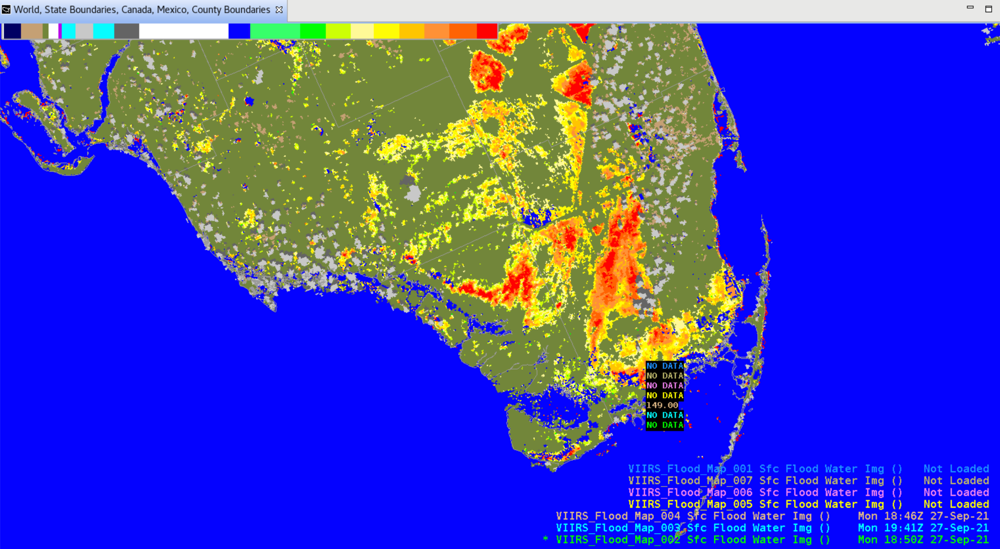 World, State Boundaries, Canada, Mexico, County Boundaries
NO DATA
NO DATA
NO DATA
NO DATA
149.00
NO DATA
NO DATA
VIIRS_Flood_Map_001 Sfc Flood Water Img () Not Loaded
VIIRS_Flood_Map_007 Sfc Flood Water Img () Not Loaded
VIIRS_Flood_Map_006 Sfc Flood Water Img () Not Loaded
VIIRS_Flood_Map_005 Sfc Flood Water Img () Not Loaded
VIIRS_Flood_Map_004 Sfc Flood Water Img () Mon 18:46Z 27-Sep-21
VIIRS_Flood_Map_003 Sfc Flood Water Img () Mon 19:41Z 27-Sep-21
* VIIRS_Flood_Map_002 Sfc Flood Water Img () Mon 18:50Z 27-Sep-21